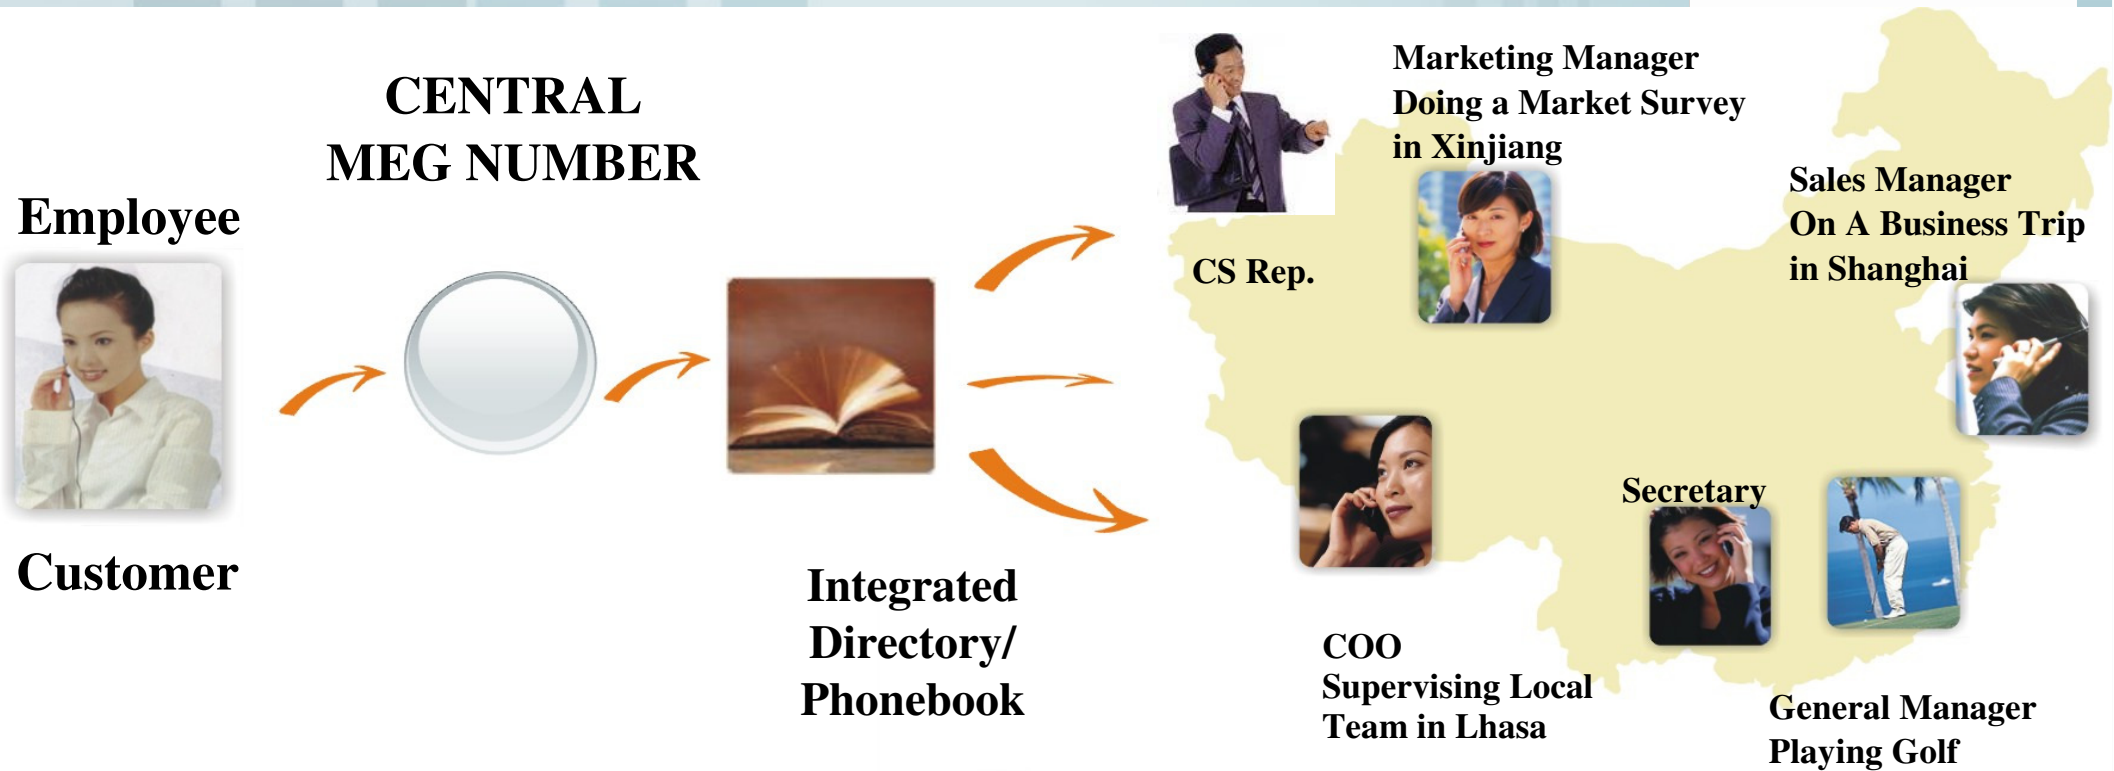 CENTRAL
MEG NUMBER
Employee
Customer
Integrated
Directory/
Phonebook
CS Rep.
Marketing Manager
Doing a Market Survey
in Xinjiang
Sales Manager
On A Business Trip
in Shanghai
Secretary
COO
Supervising Local
Team in Lhasa
General Manager
Playing Golf